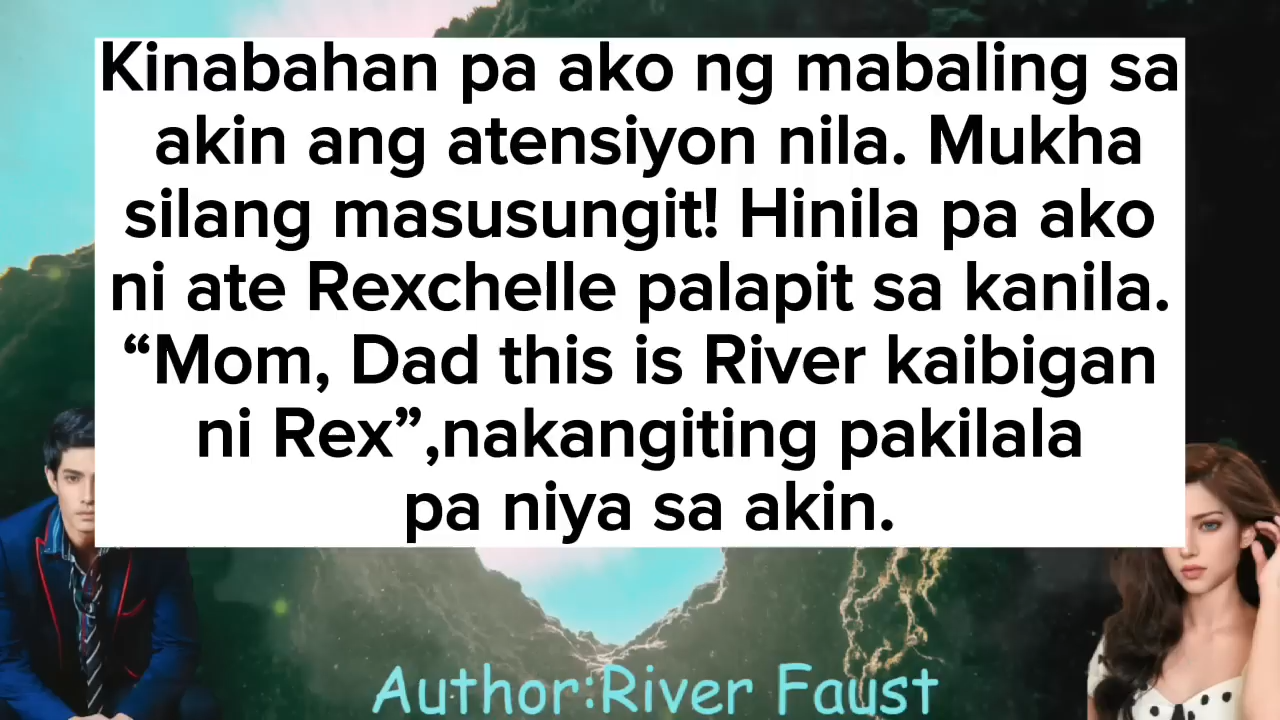 Kinabahan pa ako ng mabaling sa
akin ang atensiyon nila. Mukha
silang masusungit! Hinila pa ako
ni ate Rexchelle palapit sa kanila.
“Mom, Dad this is River kaibigan
ni Rex”,nakangiting pakilala
pa niya sa akin.
Author:River Faust